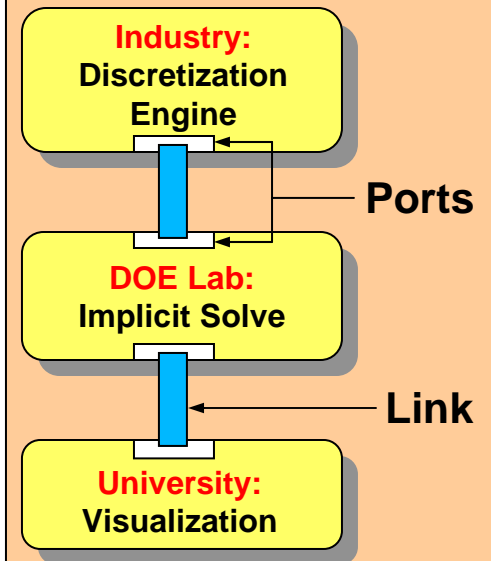 Industry:
Discretization
Engine
Ports
DOE Lab:
Implicit Solve
Link
University:
Visualization